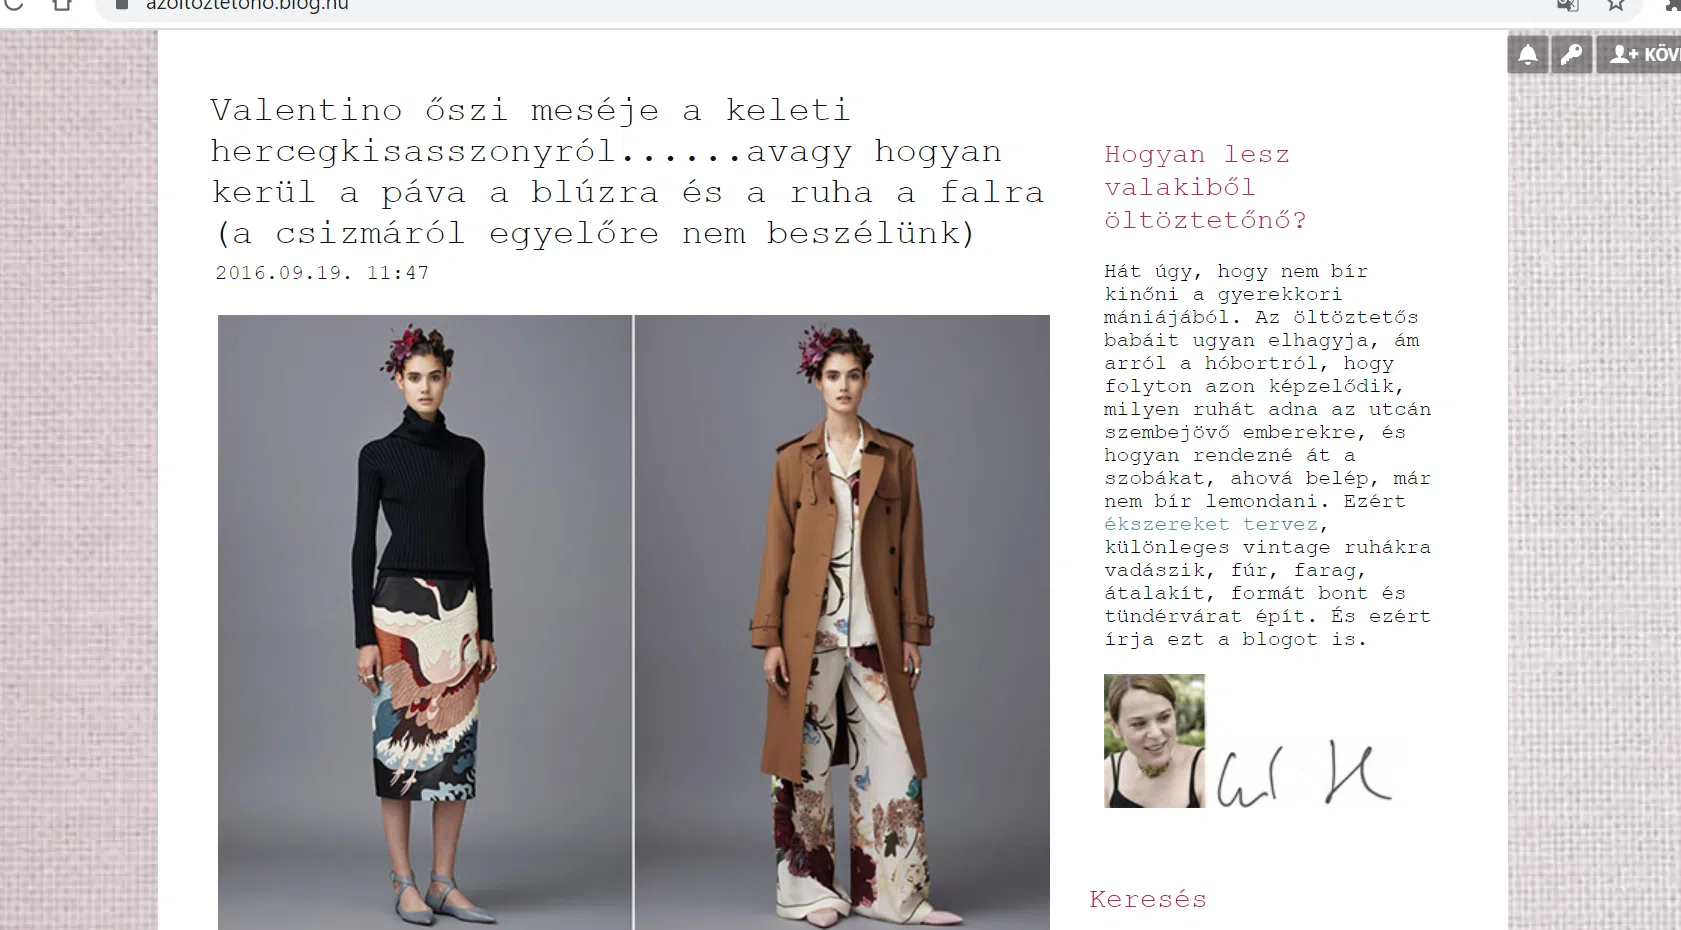 azoltoztetono.blog.hu
KÖV
Valentino őszi meséje a keleti
hercegkisasszonyról......avagy hogyan
kerül a páva a blúzra és a ruha a falra
(a csizmáról egyelőre nem beszélünk)
2016.09.19. 11:47
Hogyan lesz
valakiből
öltöztetőnő?
Hát úgy, hogy nem bír
kinőni a gyerekkori
mániájából. Az öltöztetős
babáit ugyan elhagyja, ám
arról a hóbortról, hogy
folyton azon képzelődik,
milyen ruhát adna az utcán
szembejövő emberekre, és
hogyan rendezné át a
szobákat, ahová belép, már
nem bír lemondani. Ezért
ékszereket tervez,
különleges vintage ruhákra
vadászik, fúr, farag,
átalakít, formát bont és
tündérvárat épít. És ezért
írja ezt a blogot is.
Keresés